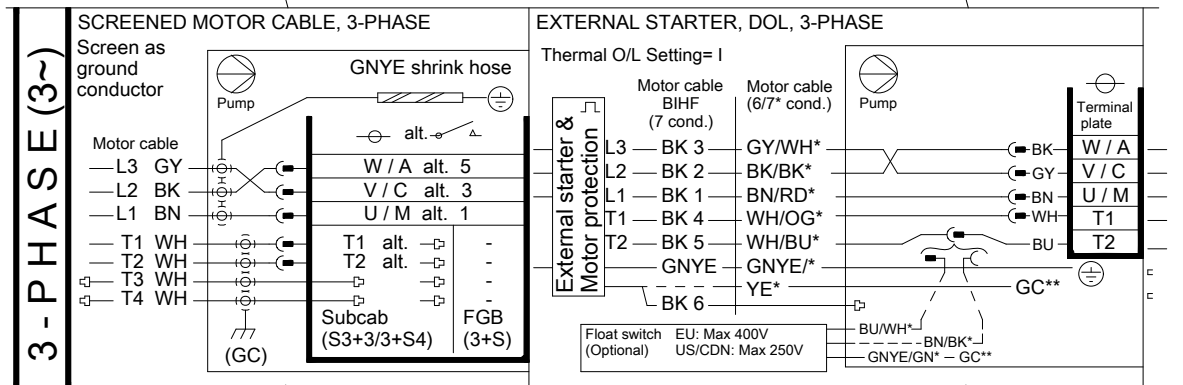 3 - P H A S E (3~)
SCREENED MOTOR CABLE, 3-PHASE
Screen as
ground
conductor
Pump
GNYE shrink hose
alt.
Motor cable
L3 GY
L2 BK
L1 BN
T1 WH
T2 WH
T3 WH
T4 WH
W / A alt. 5
V / C alt. 3
U / M alt. 1
T1 alt. -
T2 alt. -
-
-
Subcab
(S3+3/3+S4)
FGB
(3+S)
(GC)
EXTERNAL STARTER, DOL, 3-PHASE
Thermal O/L Setting= I
External starter &
Motor protection
Motor cable
BIHF
(7 cond.)
Motor cable
(6/7* cond.)
Pump
Terminal
plate
L3 BK 3 GY/WH* BK W / A
L2 BK 2 BK/BK* GY V / C
L1 BK 1 BN/RD* BN U / M
T1 BK 4 WH/OG* WH T1
T2 BK 5 WH/BU* BU T2
GNYE GNYE/*
YE* GC**
BK 6
Float switch EU: Max 400V
(Optional) US/CDN: Max 250V
BU/WH*
BN/BK*
GNYE/GN* – GC**